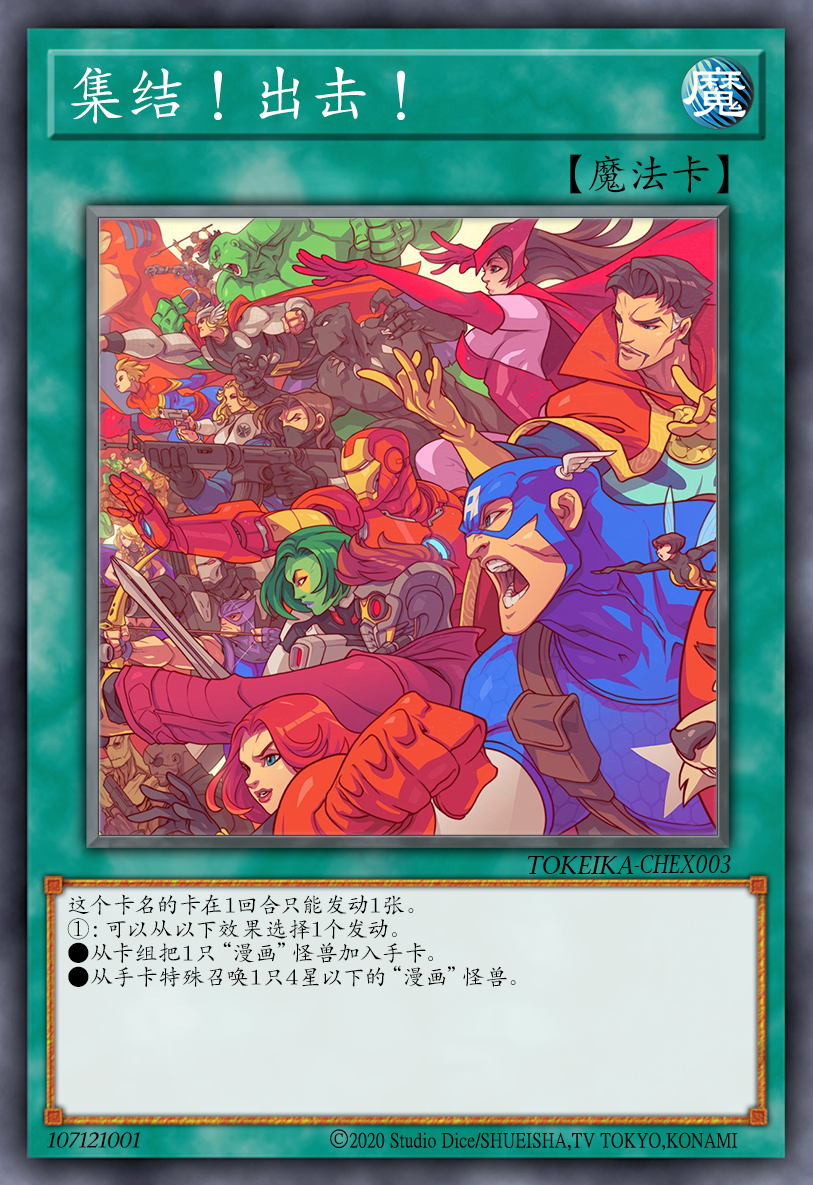 集结！出击！
魔
【魔法卡】
TOKEIKA-CHEX003
这个卡名的卡在1回合只能发动1张。
①：可以从以下效果选择1个发动。
●从卡组把1只“漫画”怪兽加入手卡。
●从手卡特殊召唤1只4星以下的“漫画”怪兽。
107121001
©2020 Studio Dice/SHUEISHA,TV TOKYO,KONAMI